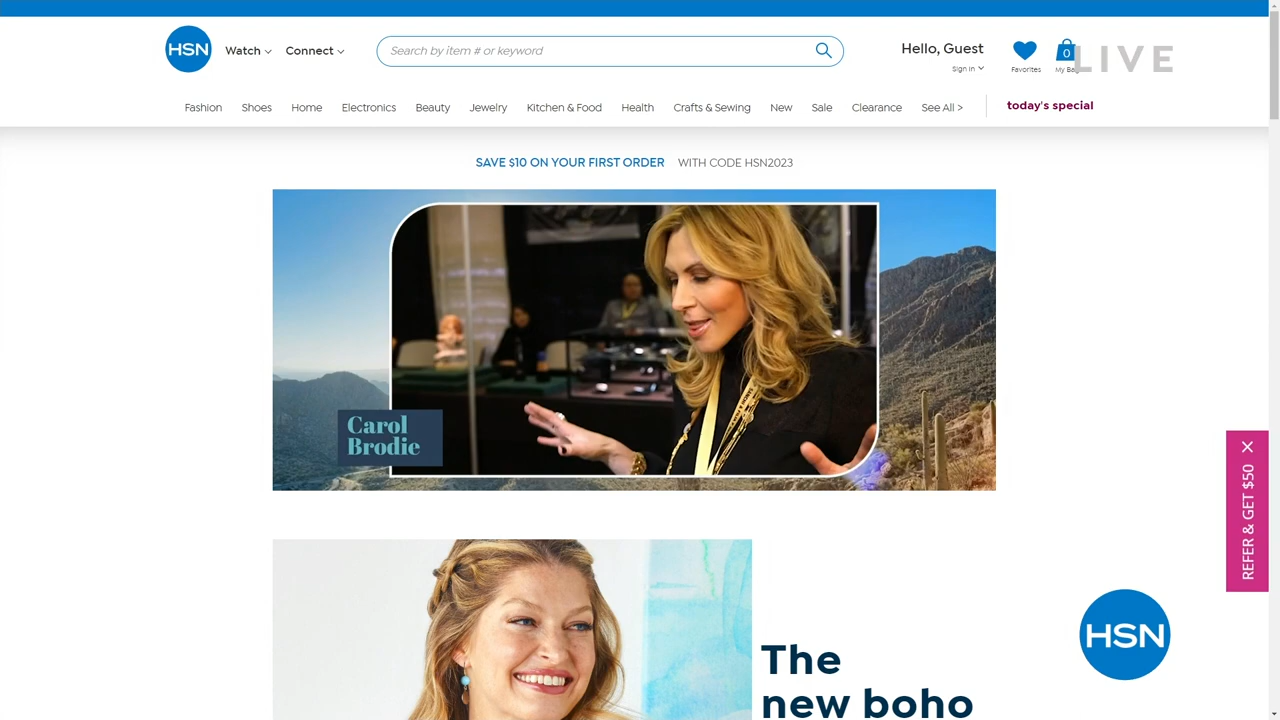 HSN
Watch
Connect
Search by item # or keyword
Hello, Guest
Sign in
Favorites
0
My Bag
LIVE
Fashion
Shoes
Home
Electronics
Beauty
Jewelry
Kitchen & Food
Health
Crafts & Sewing
New
Sale
Clearance
See All >
today's special
SAVE $10 ON YOUR FIRST ORDER WITH CODE HSN2023
Carol
Brodie
REFER & GET $50
The
new boho
HSN